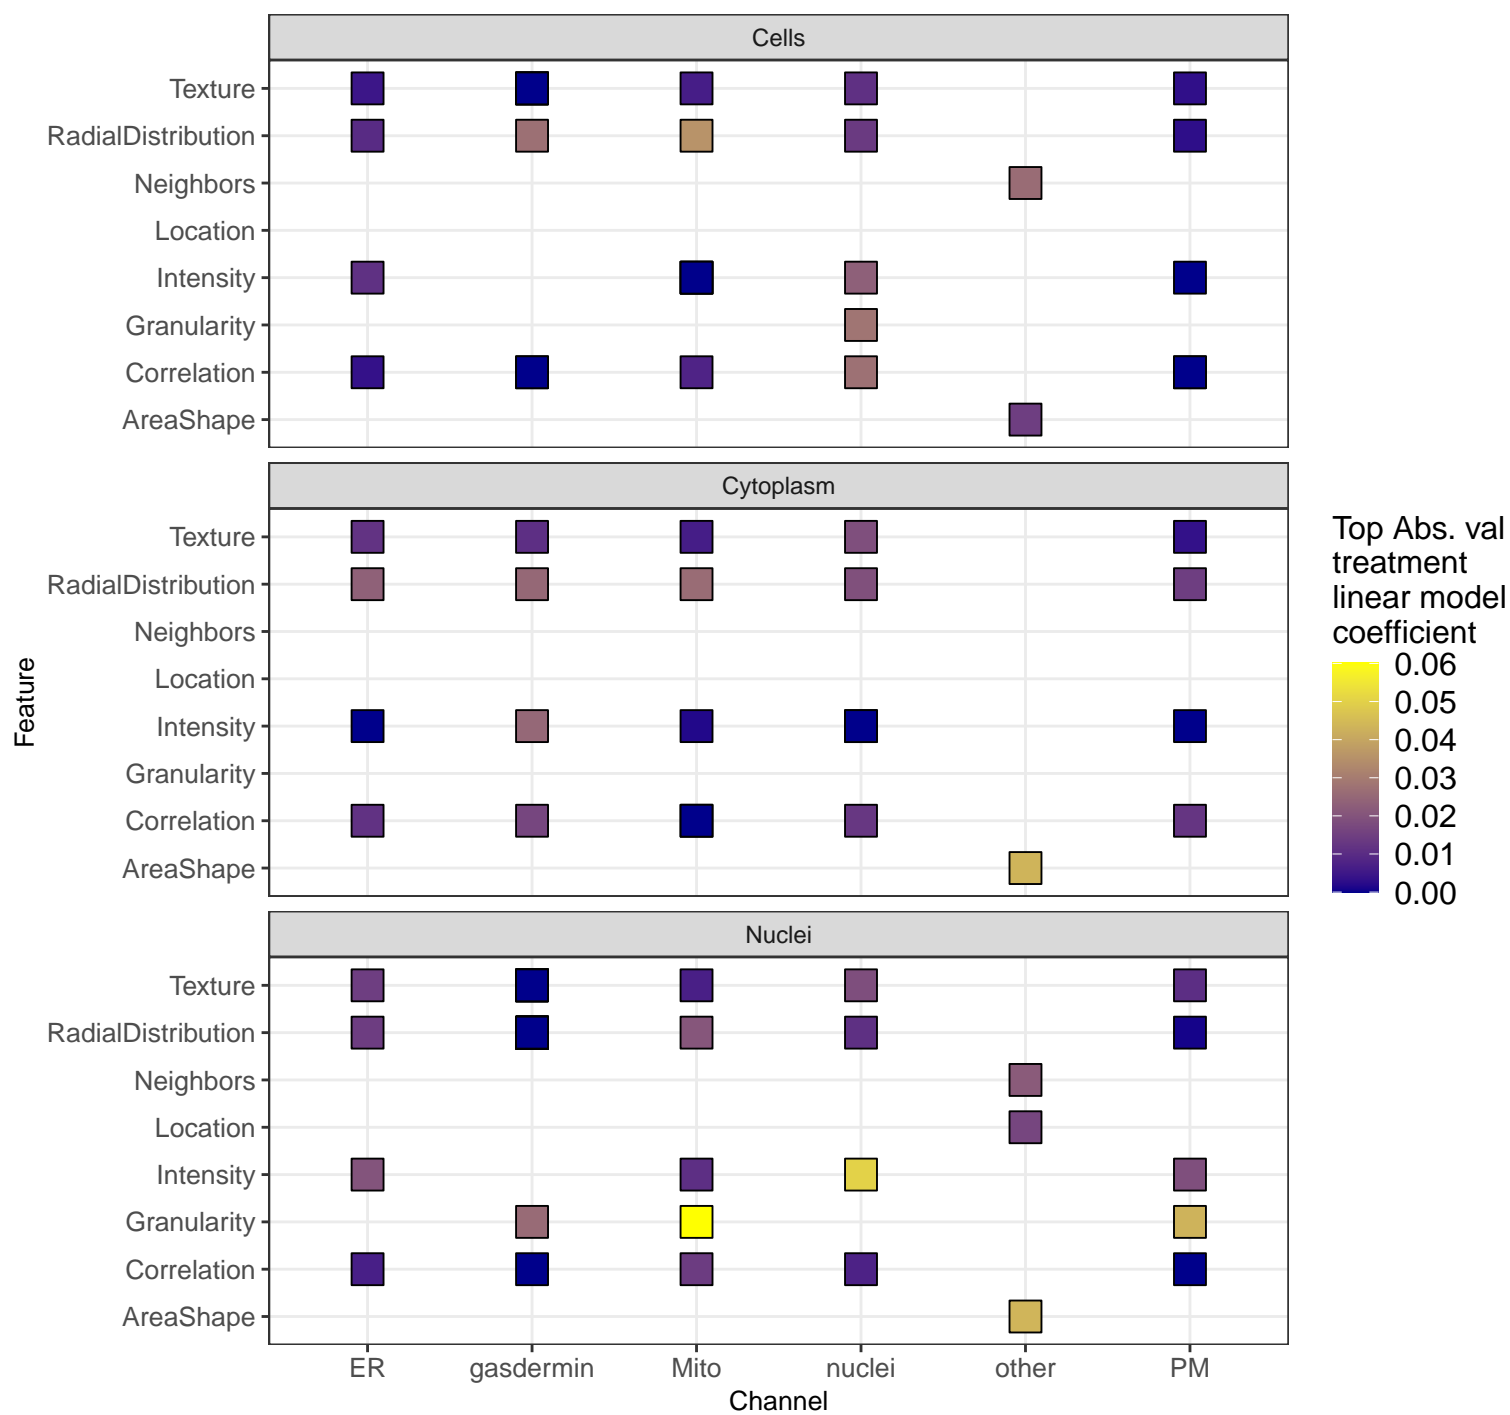 Cells
Texture
RadialDistribution
Neighbors
Location
Intensity
Granularity
Correlation
AreaShape
Cytoplasm
Texture
RadialDistribution
Neighbors
Location
Intensity
Granularity
Correlation
AreaShape
Nuclei
Texture
RadialDistribution
Neighbors
Location
Intensity
Granularity
Correlation
AreaShape
ER gasdermin Mito nuclei other PM
Channel
Feature
Top Abs. val
treatment
linear model
coefficient
0.06
0.05
0.04
0.03
0.02
0.01
0.00